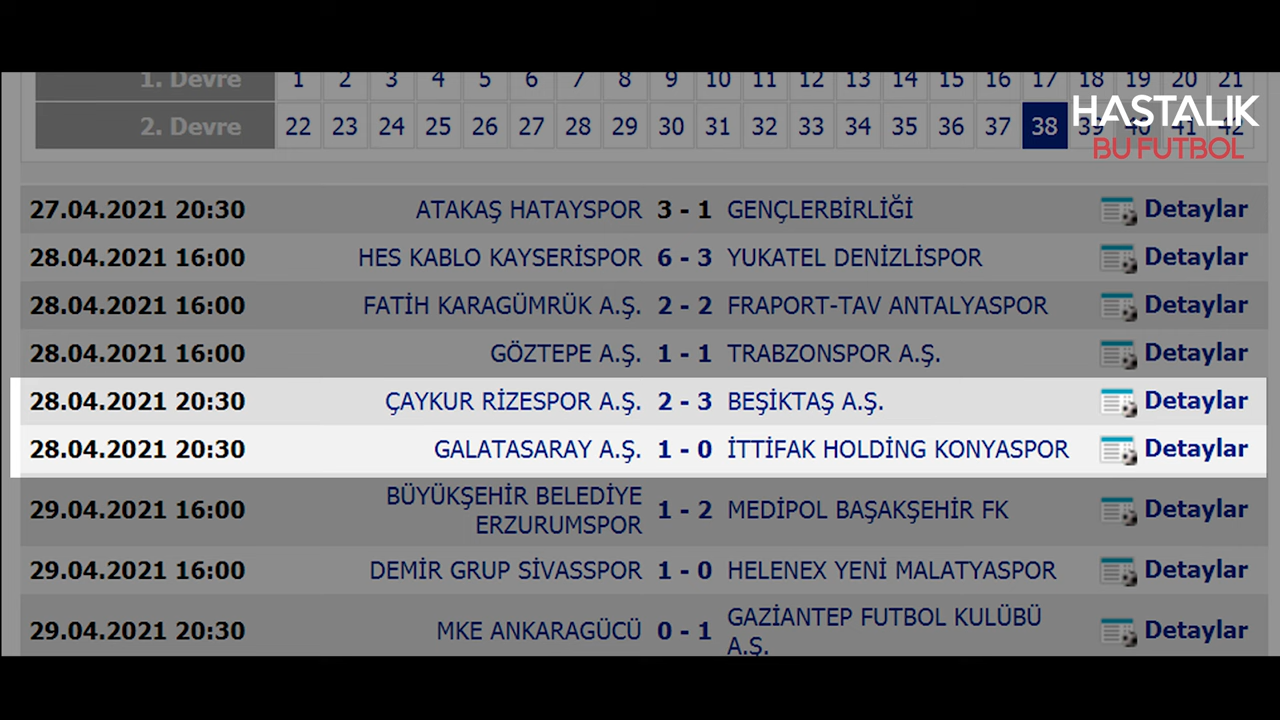 1. Devre 1 2 3 4 5 6 7 8 9 10 11 12 13 14 15 16 17 18 19 20 21
2. Devre 22 23 24 25 26 27 28 29 30 31 32 33 34 35 36 37 38 39 40 41 42
HASTALIK
BU FUTBOL
27.04.2021 20:30 ATAKAŞ HATAYSPOR 3 - 1 GENÇLERBİRLİĞİ Detaylar
28.04.2021 16:00 HES KABLO KAYSERİSPOR 6 - 3 YUKATEL DENİZLİSPOR Detaylar
28.04.2021 16:00 FATİH KARAGÜMRÜK A.Ş. 2 - 2 FRAPORT-TAV ANTALYASPOR Detaylar
28.04.2021 16:00 GÖZTEPE A.Ş. 1 - 1 TRABZONSPOR A.Ş. Detaylar
28.04.2021 20:30 ÇAYKUR RİZESPOR A.Ş. 2 - 3 BEŞİKTAŞ A.Ş. Detaylar
28.04.2021 20:30 GALATASARAY A.Ş. 1 - 0 İTTİFAK HOLDİNG KONYASPOR Detaylar
BÜYÜKŞEHİR BELEDİYE
29.04.2021 16:00 ERZURUMSPOR 1 - 2 MEDİPOL BAŞAKŞEHİR FK Detaylar
29.04.2021 16:00 DEMİR GRUP SİVASSPOR 1 - 0 HELENEX YENİ MALATYASPOR Detaylar
29.04.2021 20:30 MKE ANKARAGÜCÜ 0 - 1 GAZİANTEP FUTBOL KULÜBÜ Detaylar
A.Ş.